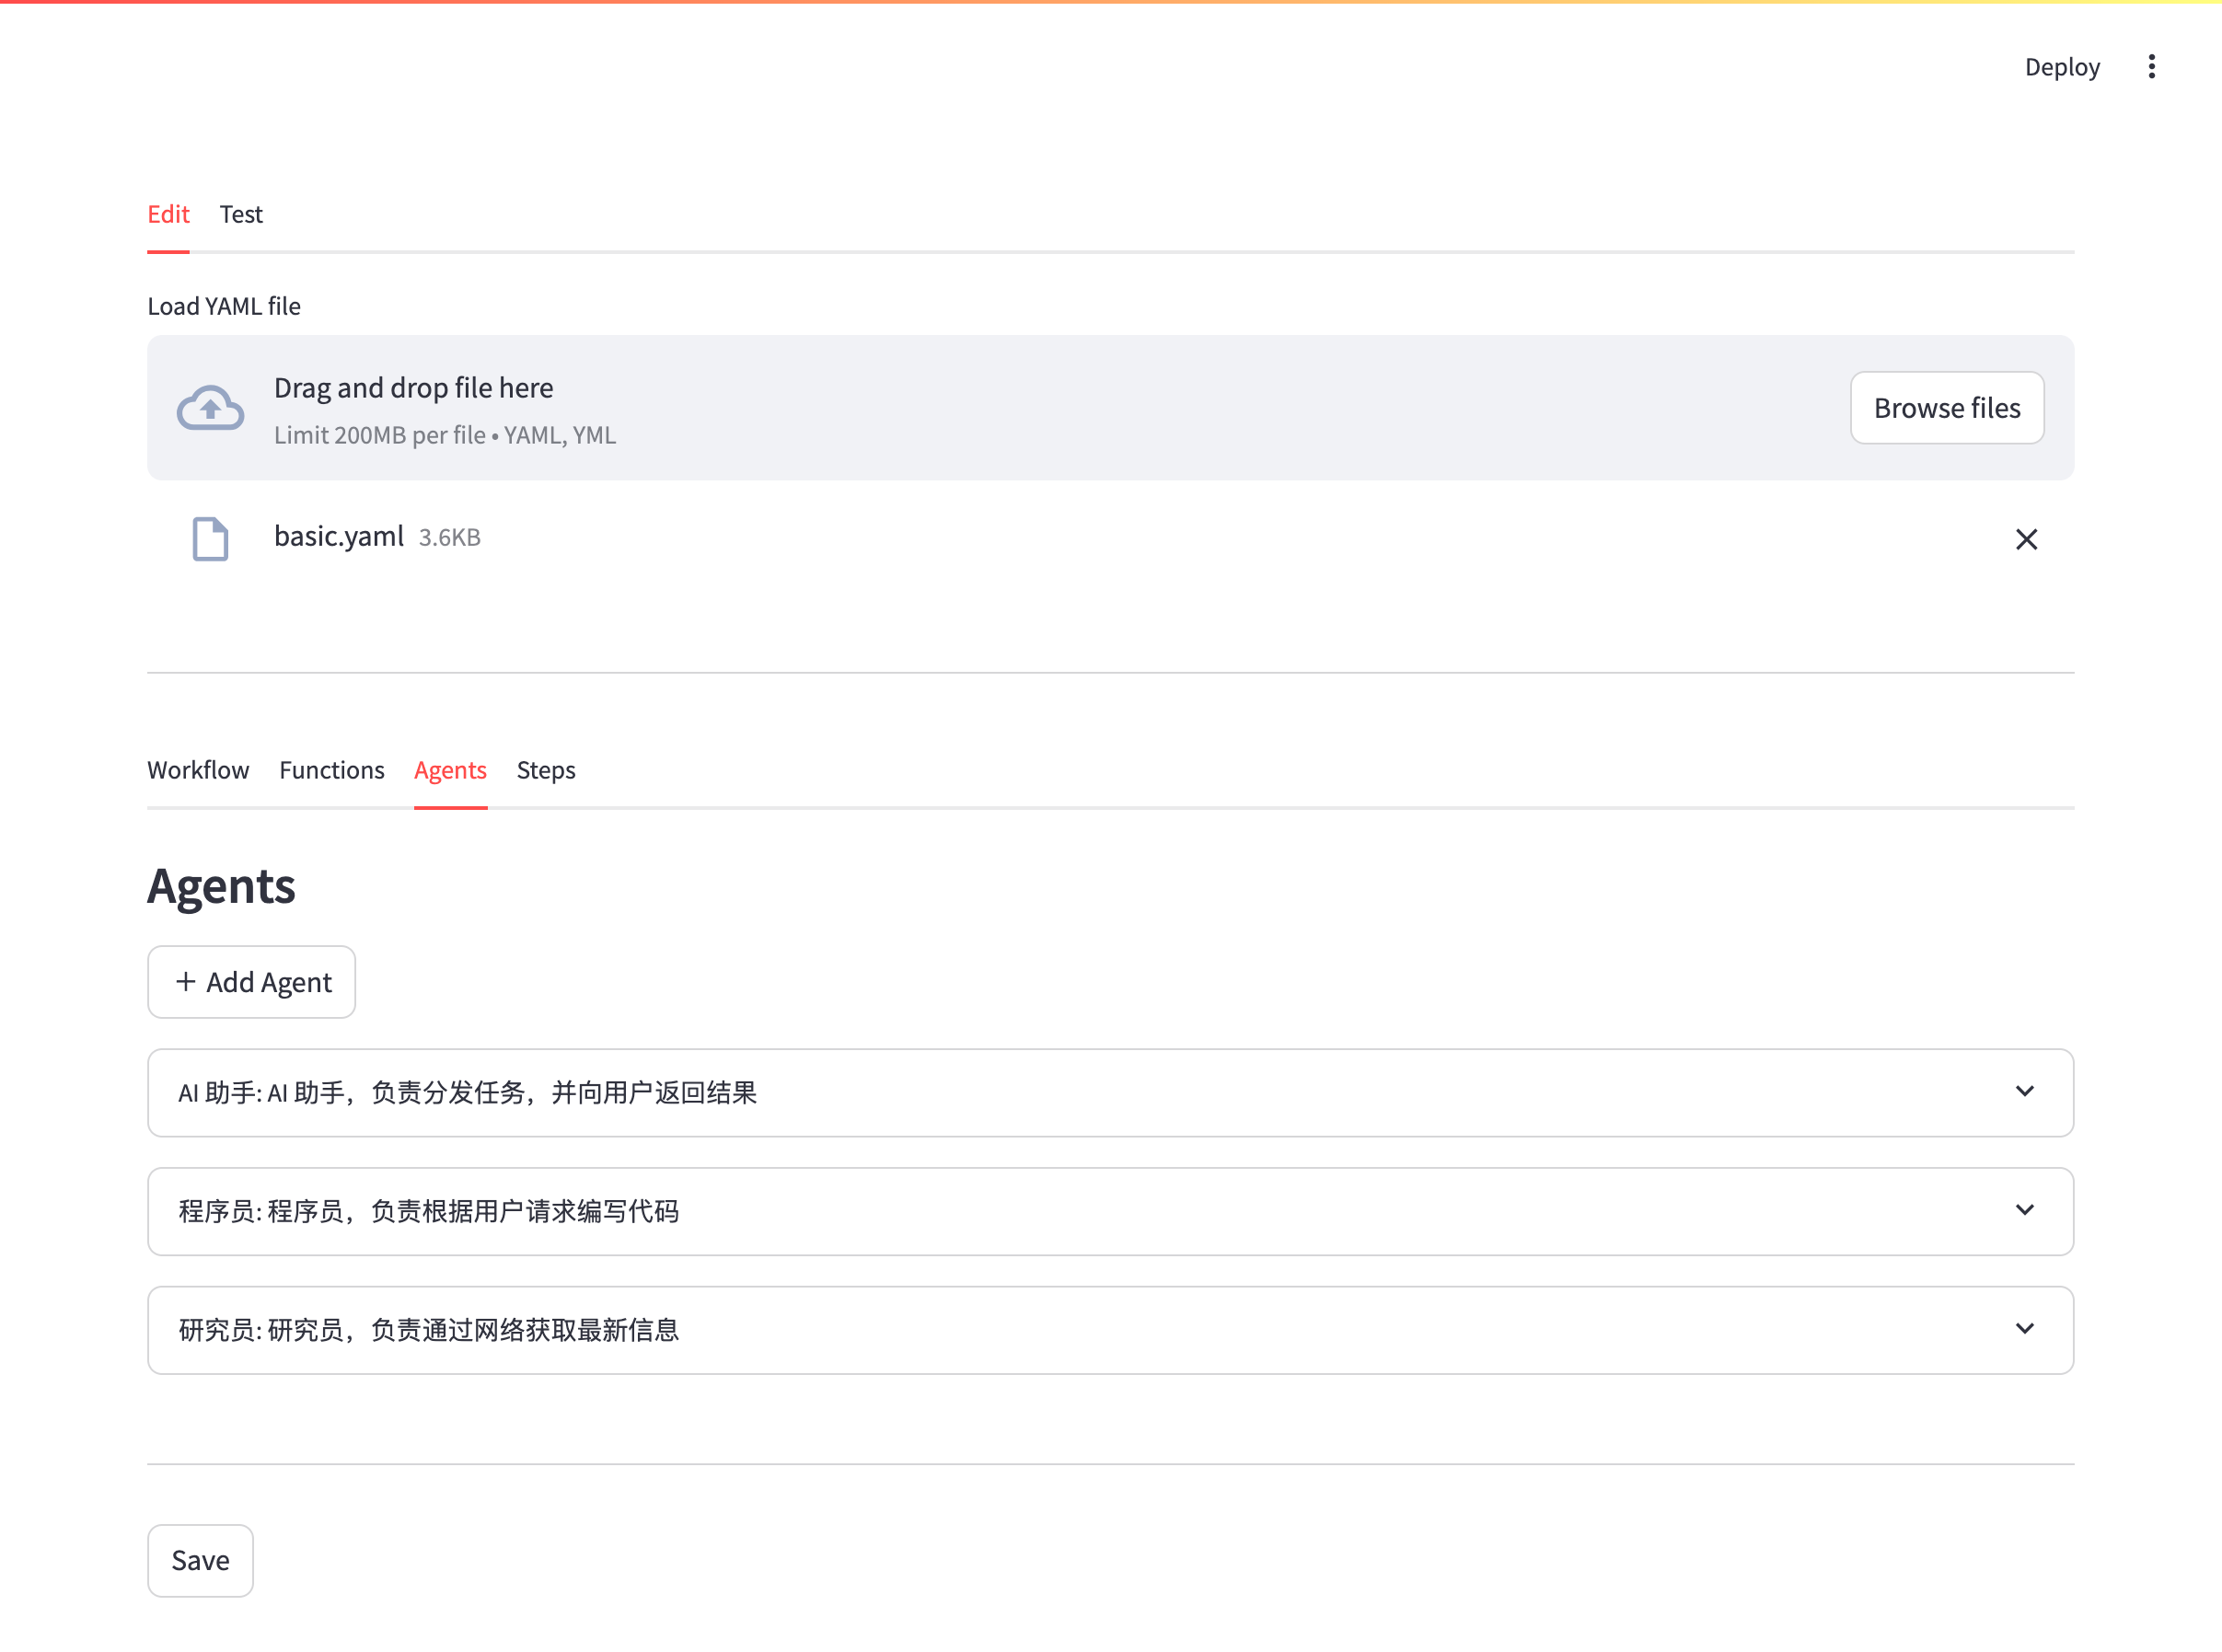 Deploy
Edit Test
Load YAML file
Drag and drop file here
Limit 200MB per file • YAML, YML
Browse files
basic.yaml 3.6KB
Workflow Functions Agents Steps
Agents
+ Add Agent
AI 助手: AI 助手，负责分发任务，并向用户返回结果
程序员: 程序员，负责根据用户请求编写代码
研究员: 研究员，负责通过网络获取最新信息
Save